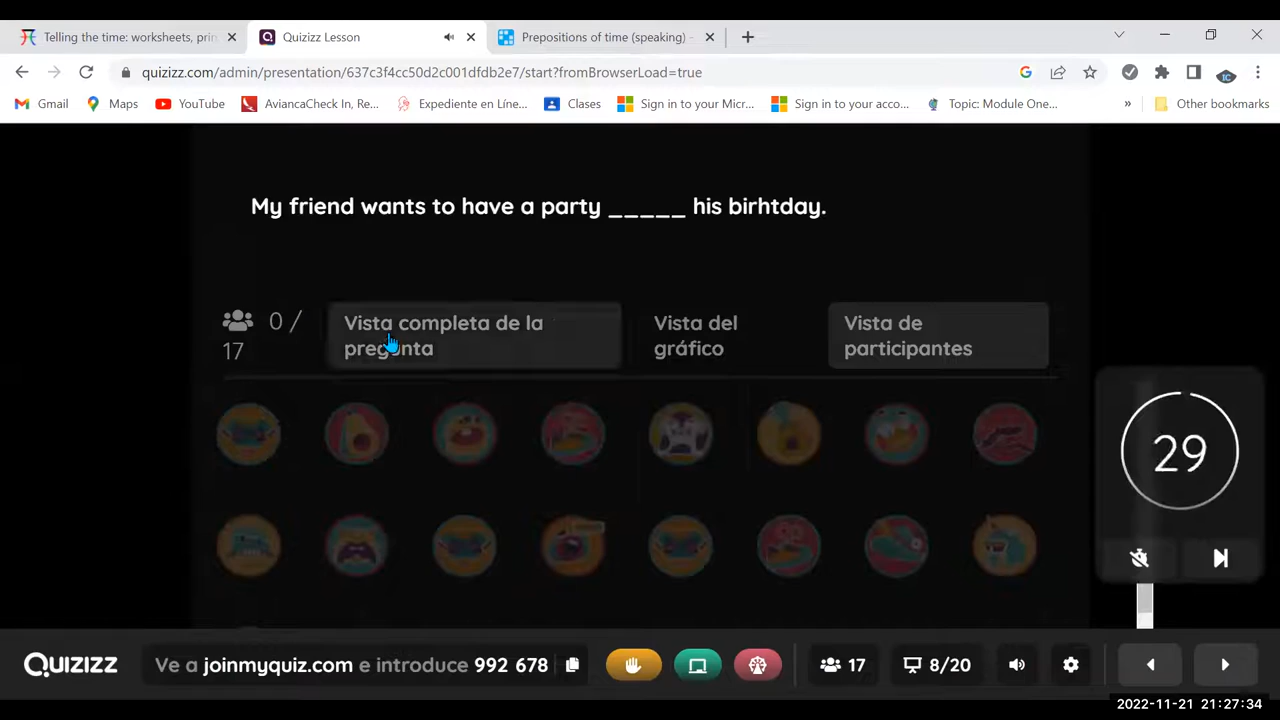 Telling the time: worksheets, prin
Quizizz Lesson
Prepositions of time (speaking) -
quizizz.com/admin/presentation/637c3f4cc50d2c001dfdb2e7/start?fromBrowserLoad=true
Gmail
Maps
YouTube
AviancaCheck In, Re...
Expediente en Líne...
Clases
Sign in to your Micr...
Sign in to your acco...
Topic: Module One...
»
Other bookmarks
My friend wants to have a party _____ his birhtday.
0 /
17
Vista completa de la
pregunta
Vista del
gráfico
Vista de
participantes
29
QUIZIZZ
Ve a joinmyquiz.com e introduce 992 678
17
8/20
2022-11-21 21:27:34